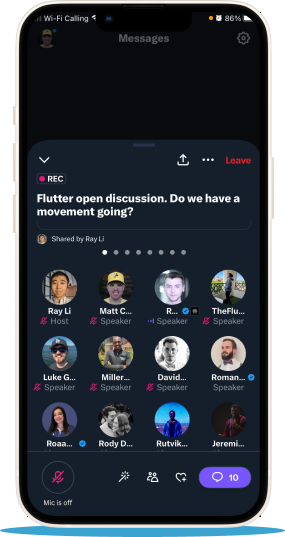 Wi-Fi Calling 86%
Messages
Leave
REC
Flutter open discussion. Do we have a
movement going?
Shared by Ray Li
Ray Li Matt C... R... TheFlu...
Host Speaker Speaker Speaker
Luke G... Miller... David... Roman...
Speaker Speaker Speaker Speaker
Roaa... Rody D... Rutvik... Jeremi...
10
Mic is off